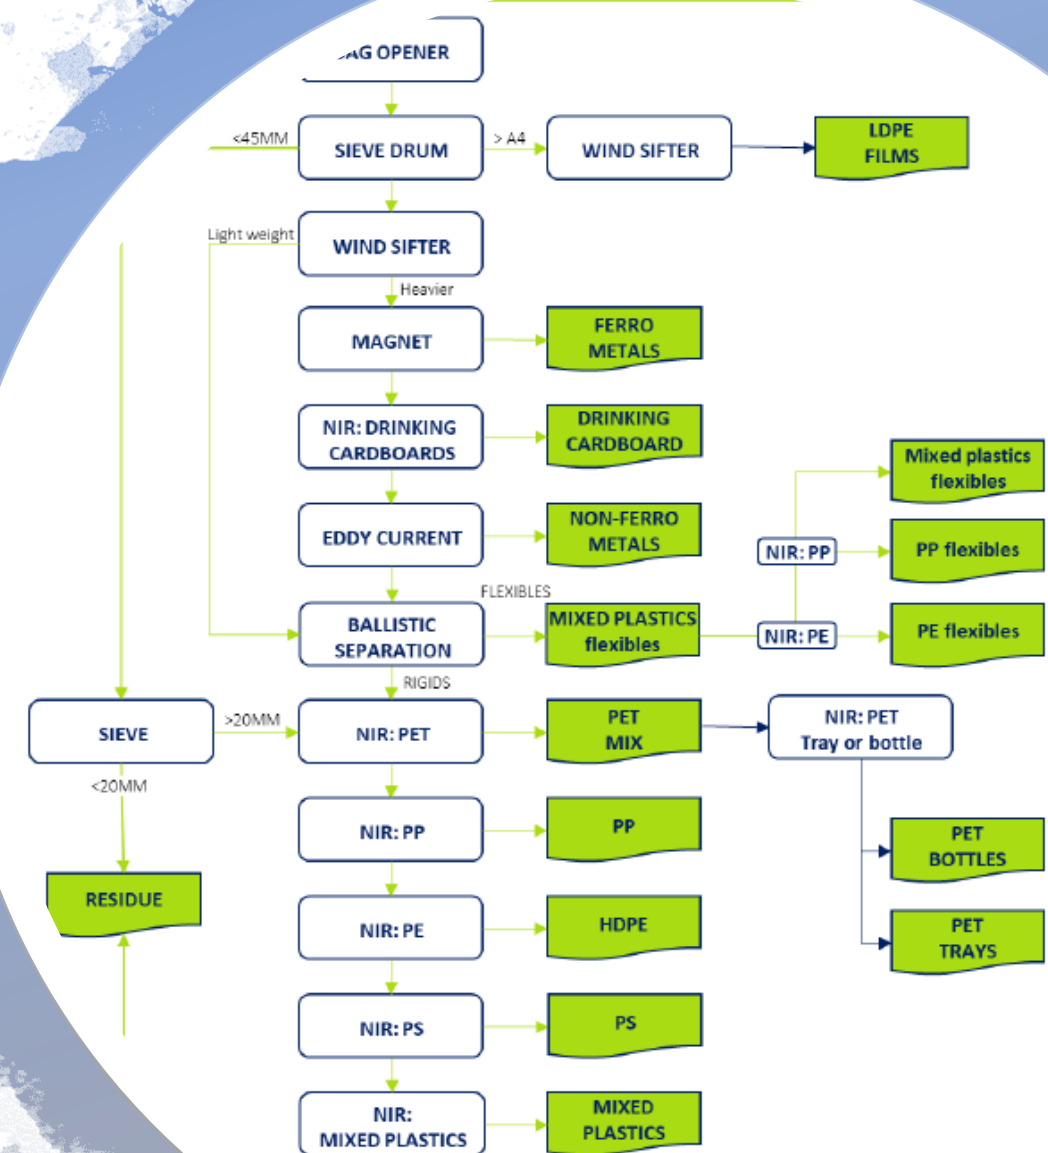 AG OPENER
<45MM
SIEVE DRUM
> A4
WIND SIFTER
LDPE
FILMS
Light weight
WIND SIFTER
Heavier
MAGNET
FERRO
METALS
NIR: DRINKING
CARDBOARDS
DRINKING
CARDBOARD
Mixed plastics
flexibles
EDDY CURRENT
NON-FERRO
METALS
NIR: PP
PP flexibles
FLEXIBLES
BALLISTIC
SEPARATION
MIXED PLASTICS
flexibles
NIR: PE
PE flexibles
RIGIDS
SIEVE
>20MM
NIR: PET
PET
MIX
NIR: PET
Tray or bottle
<20MM
NIR: PP
PP
PET
BOTTLES
RESIDUE
NIR: PE
HDPE
PET
TRAYS
NIR: PS
PS
NIR:
MIXED PLASTICS
MIXED
PLASTICS